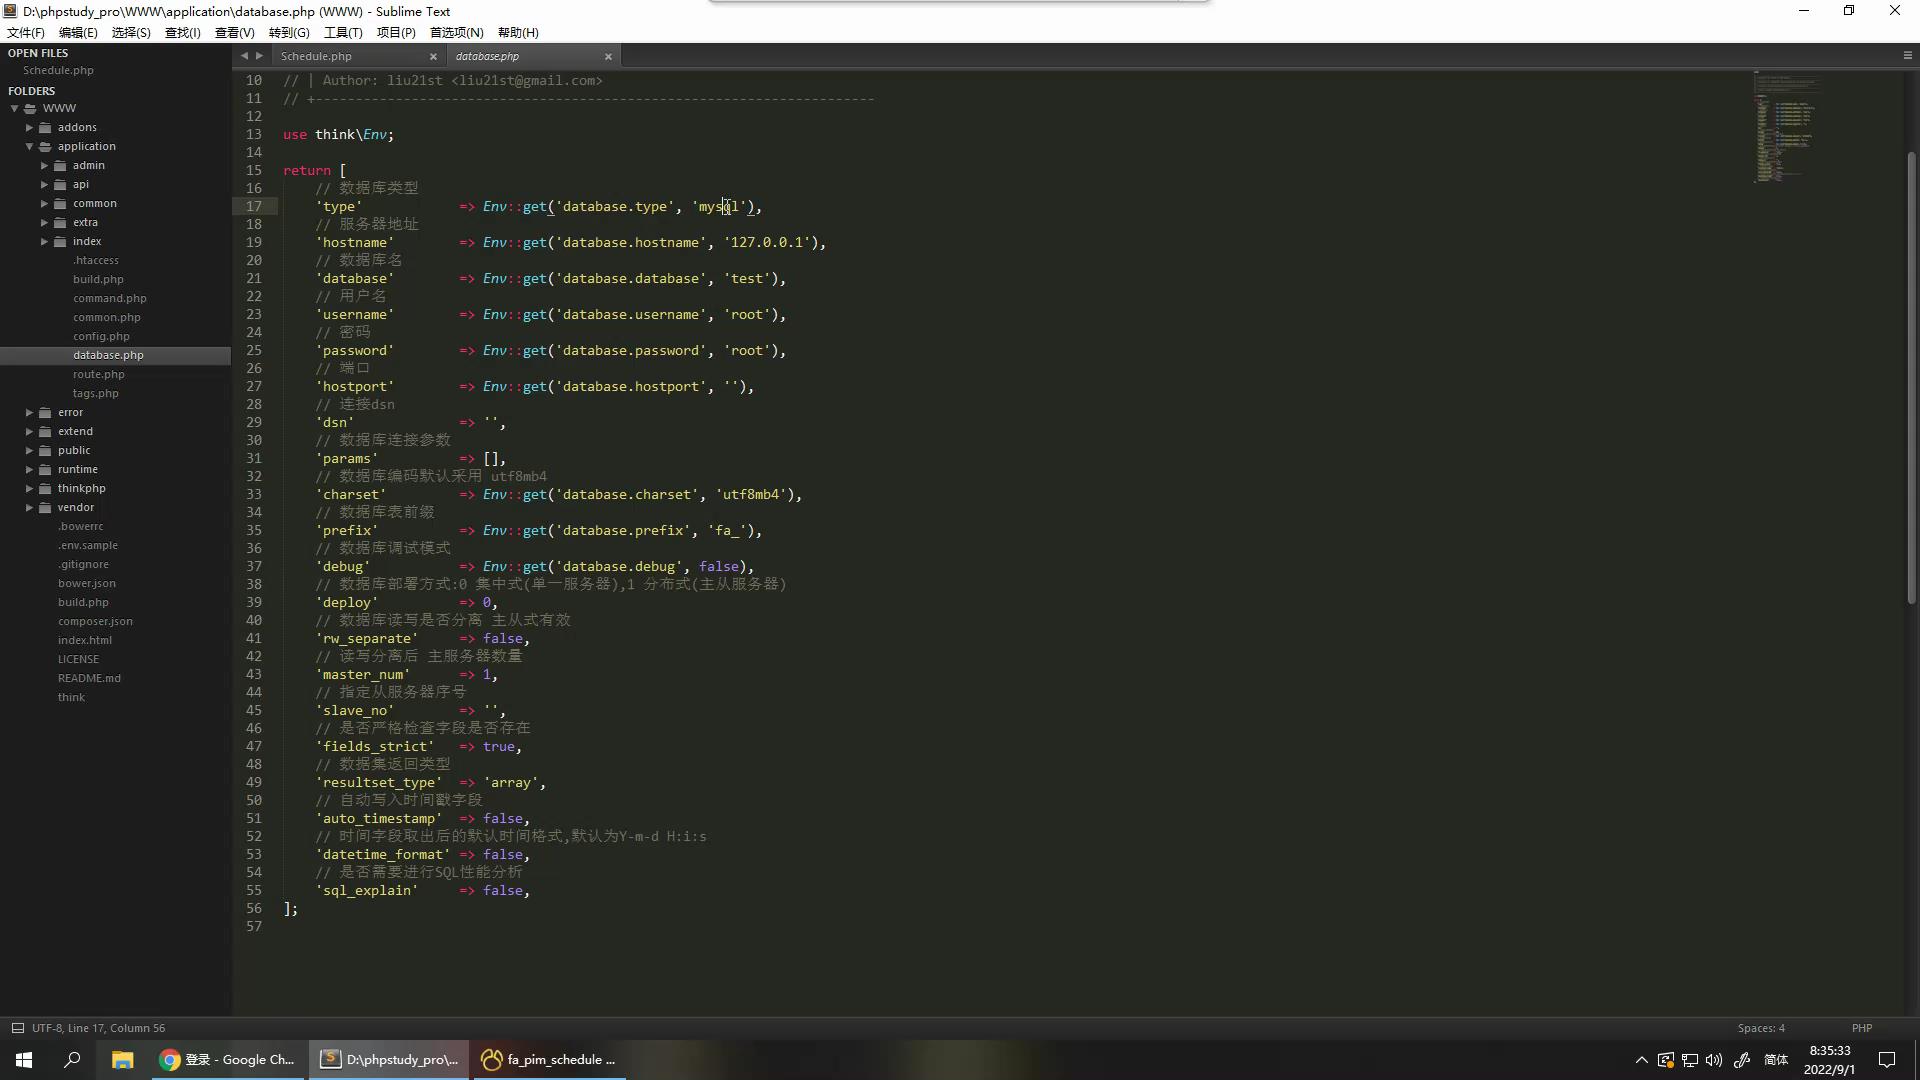 D:\phpstudy_pro\WWW\application\database.php (WWW) - Sublime Text
文件(F) 编辑(E) 选择(S) 查找(I) 查看(V) 转到(G) 工具(T) 项目(P) 首选项(N) 帮助(H)
OPEN FILES
Schedule.php
FOLDERS
WWW
addons
application
admin
api
common
extra
index
.htaccess
build.php
command.php
common.php
config.php
database.php
route.php
tags.php
error
extend
public
runtime
thinkphp
vendor
.bowerrc
.env.sample
.gitignore
bower.json
build.php
composer.json
index.html
LICENSE
README.md
think
Schedule.php × database.php ×
10 // | Author: liu21st <liu21st@gmail.com>
11 // +----------------------------------------------------------------------
12
13 use think\Env;
14
15 return [
16 // 数据库类型
17 'type' => Env::get('database.type', 'mysql'),
18 // 服务器地址
19 'hostname' => Env::get('database.hostname', '127.0.0.1'),
20 // 数据库名
21 'database' => Env::get('database.database', 'test'),
22 // 用户名
23 'username' => Env::get('database.username', 'root'),
24 // 密码
25 'password' => Env::get('database.password', 'root'),
26 // 端口
27 'hostport' => Env::get('database.hostport', ''),
28 // 连接dsn
29 'dsn' => '',
30 // 数据库连接参数
31 'params' => [],
32 // 数据库编码默认采用 utf8mb4
33 'charset' => Env::get('database.charset', 'utf8mb4'),
34 // 数据库表前缀
35 'prefix' => Env::get('database.prefix', 'fa_'),
36 // 数据库调试模式
37 'debug' => Env::get('database.debug', false),
38 // 数据库部署方式:0 集中式(单一服务器),1 分布式(主从服务器)
39 'deploy' => 0,
40 // 数据库读写是否分离 主从式有效
41 'rw_separate' => false,
42 // 读写分离后 主服务器数量
43 'master_num' => 1,
44 // 指定从服务器序号
45 'slave_no' => '',
46 // 是否严格检查字段是否存在
47 'fields_strict' => true,
48 // 数据集返回类型
49 'resultset_type' => 'array',
50 // 自动写入时间戳字段
51 'auto_timestamp' => false,
52 // 时间字段取出后的默认时间格式,默认为Y-m-d H:i:s
53 'datetime_format' => false,
54 // 是否需要进行SQL性能分析
55 'sql_explain' => false,
56 ];
57
UTF-8, Line 17, Column 56 Spaces: 4 PHP
登录 - Google Ch... D:\phpstudy_pro\... fa_pim_schedule ... 简体 8:35:33
2022/9/1